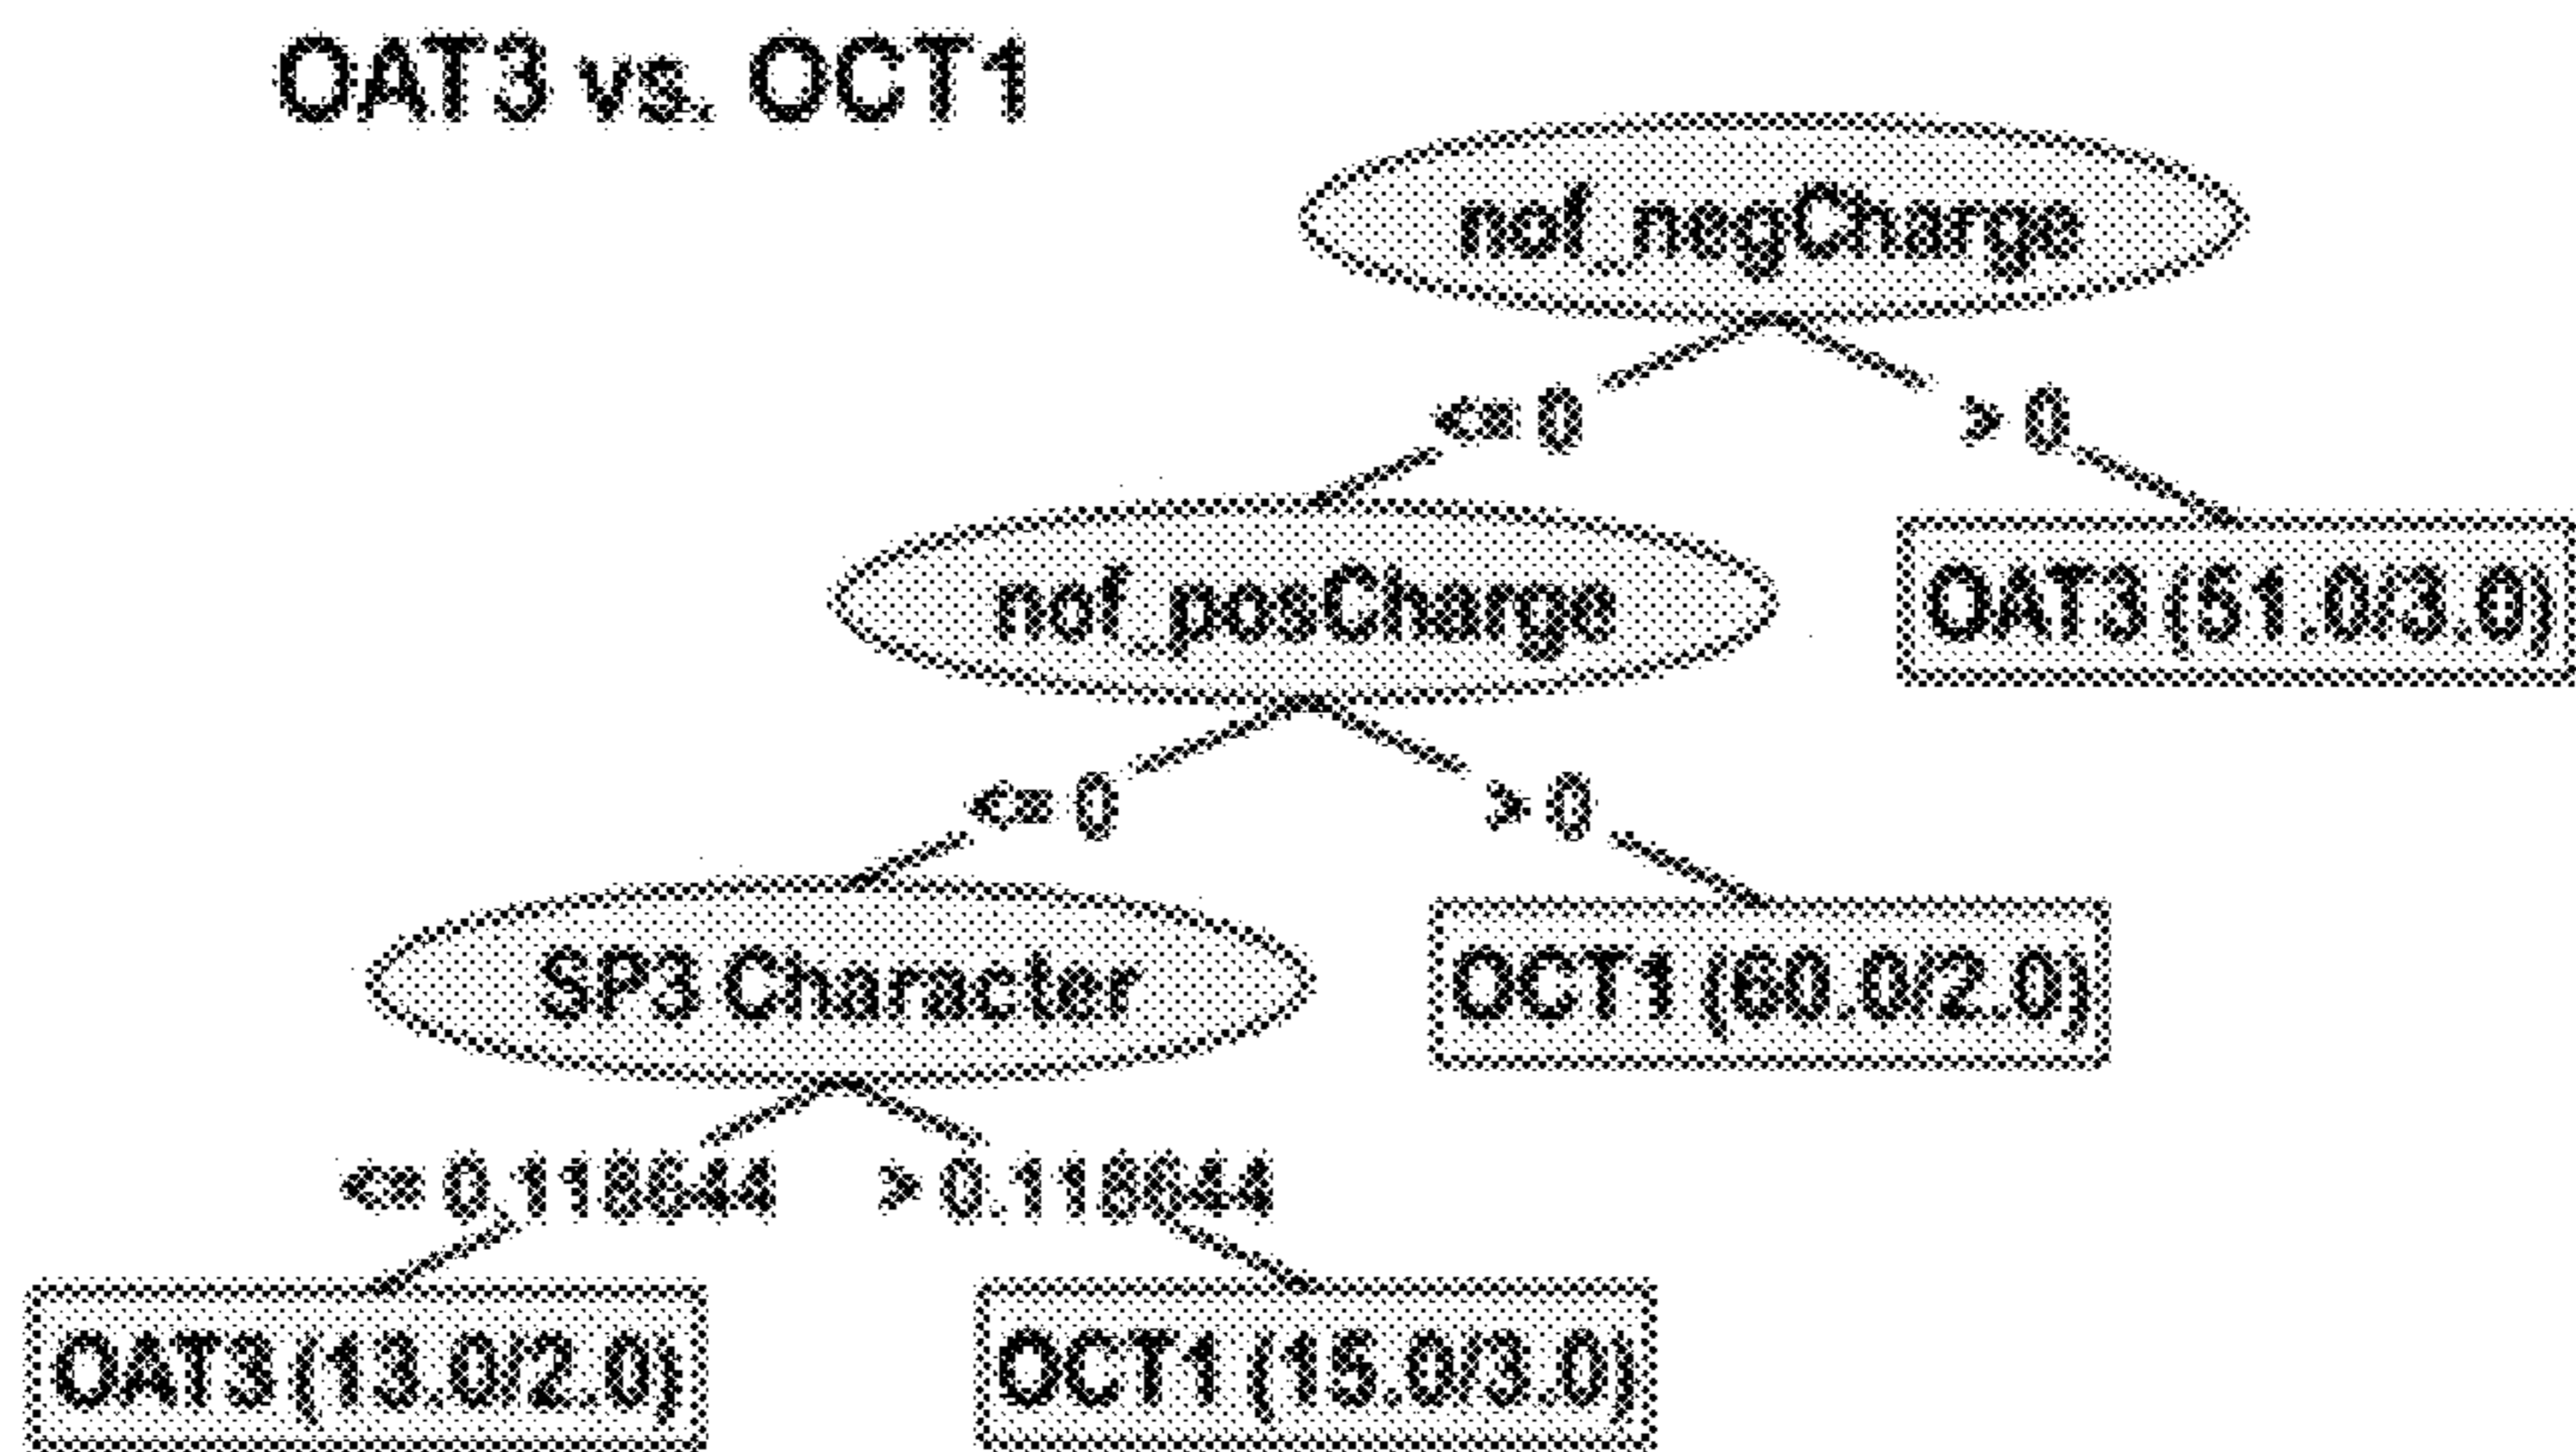 OAT3 vs. OCT1
nof_negCharge
<= 0 > 0
nof_posCharge OAT3 (51.0/3.0)
<= 0 > 0
SP3 Character OCT1 (60.0/2.0)
<= 0.118644 > 0.118644
OAT3 (13.0/2.0) OCT1 (15.0/3.0)